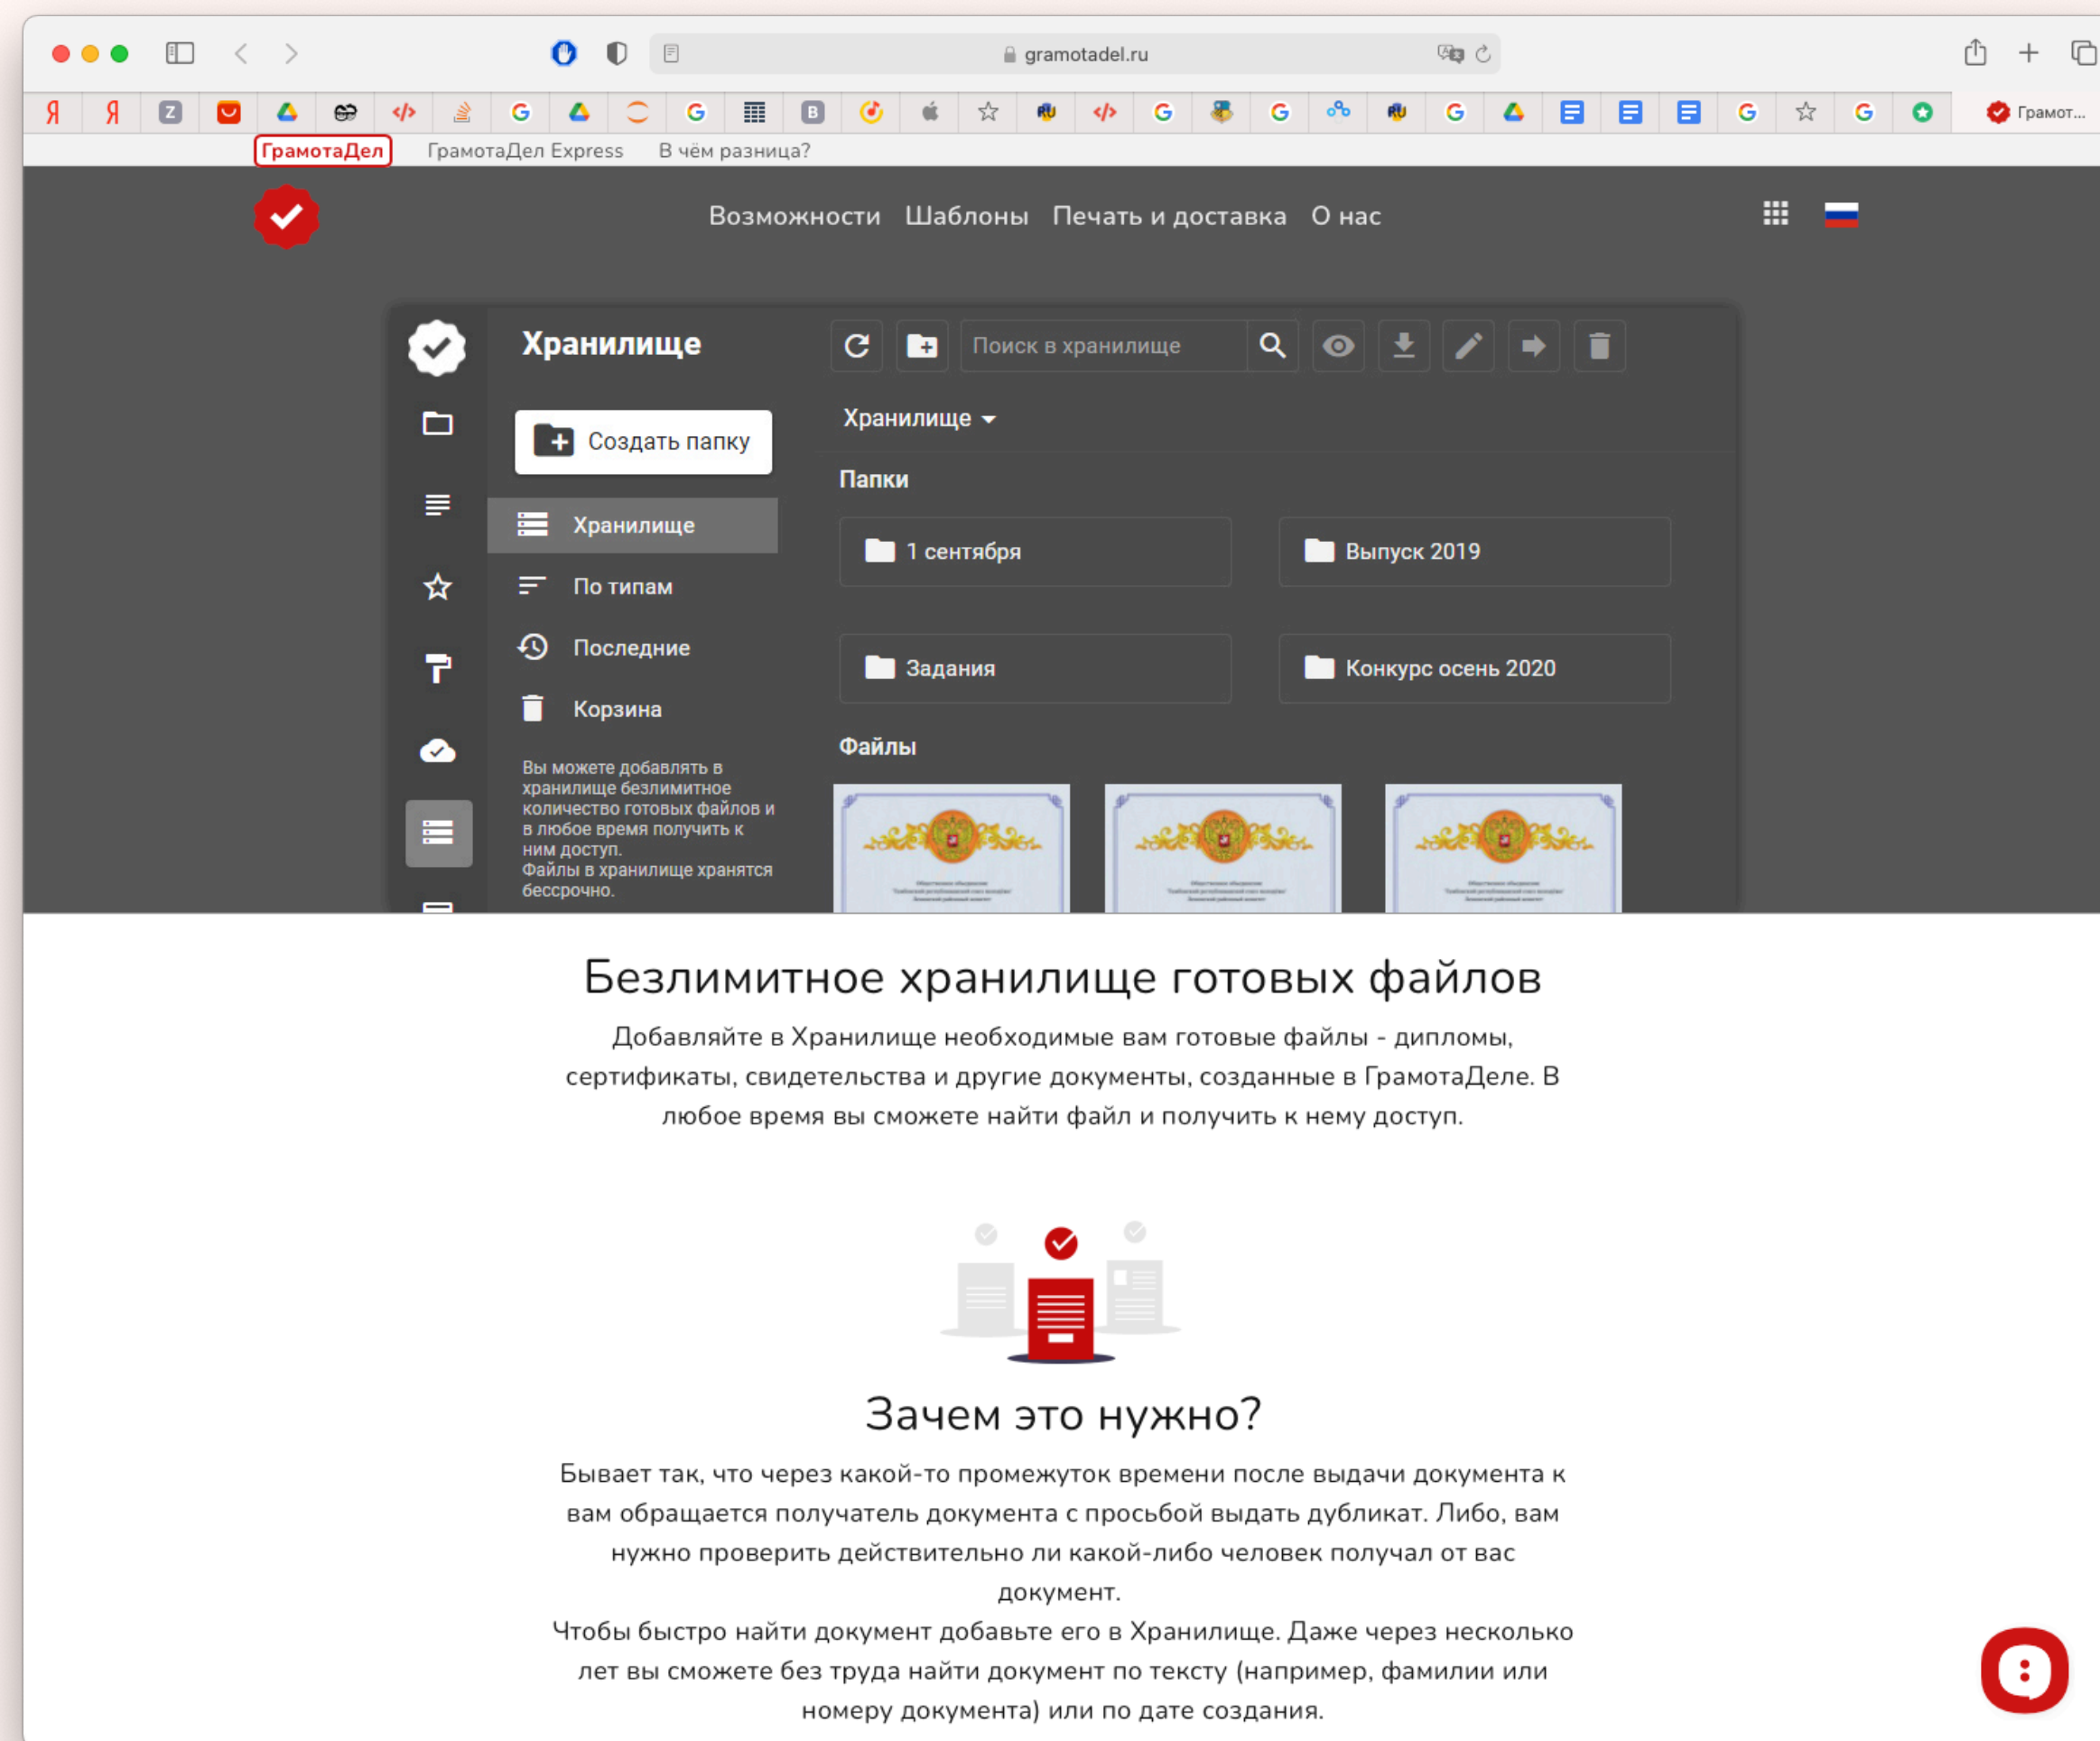 gramotadel.ru
Грамот...
ГрамотаДел ГрамотаДел Express В чём разница?
Возможности Шаблоны Печать и доставка О нас
Хранилище
Поиск в хранилище
Создать папку
Хранилище
По типам
Последние
Корзина
Вы можете добавлять в
хранилище безлимитное
количество готовых файлов и
в любое время получить к
ним доступ.
Файлы в хранилище хранятся
бессрочно.
Хранилище
Папки
1 сентября
Выпуск 2019
Задания
Конкурс осень 2020
Файлы
Безлимитное хранилище готовых файлов
Добавляйте в Хранилище необходимые вам готовые файлы - дипломы,
сертификаты, свидетельства и другие документы, созданные в ГрамотаДеле. В
любое время вы сможете найти файл и получить к нему доступ.
Зачем это нужно?
Бывает так, что через какой-то промежуток времени после выдачи документа к
вам обращается получатель документа с просьбой выдать дубликат. Либо, вам
нужно проверить действительно ли какой-либо человек получал от вас
документ.
Чтобы быстро найти документ добавьте его в Хранилище. Даже через несколько
лет вы сможете без труда найти документ по тексту (например, фамилии или
номеру документа) или по дате создания.